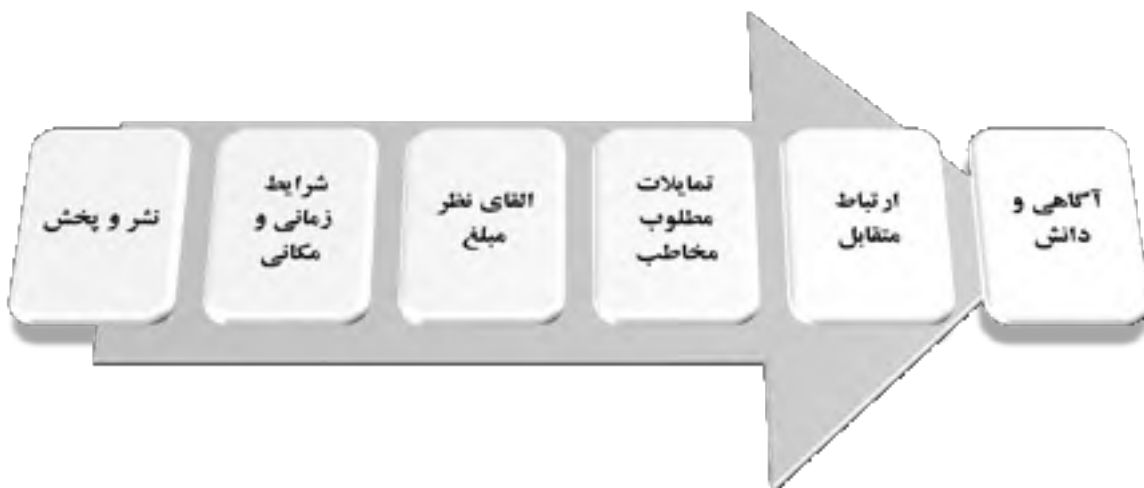 نشر و پخش
شرایط
زمانی و
مکانی
القای نظر
مبلغ
تمایلات
مطلوب
مخاطب
ارتباط
متقابل
آگاهی و
دانش